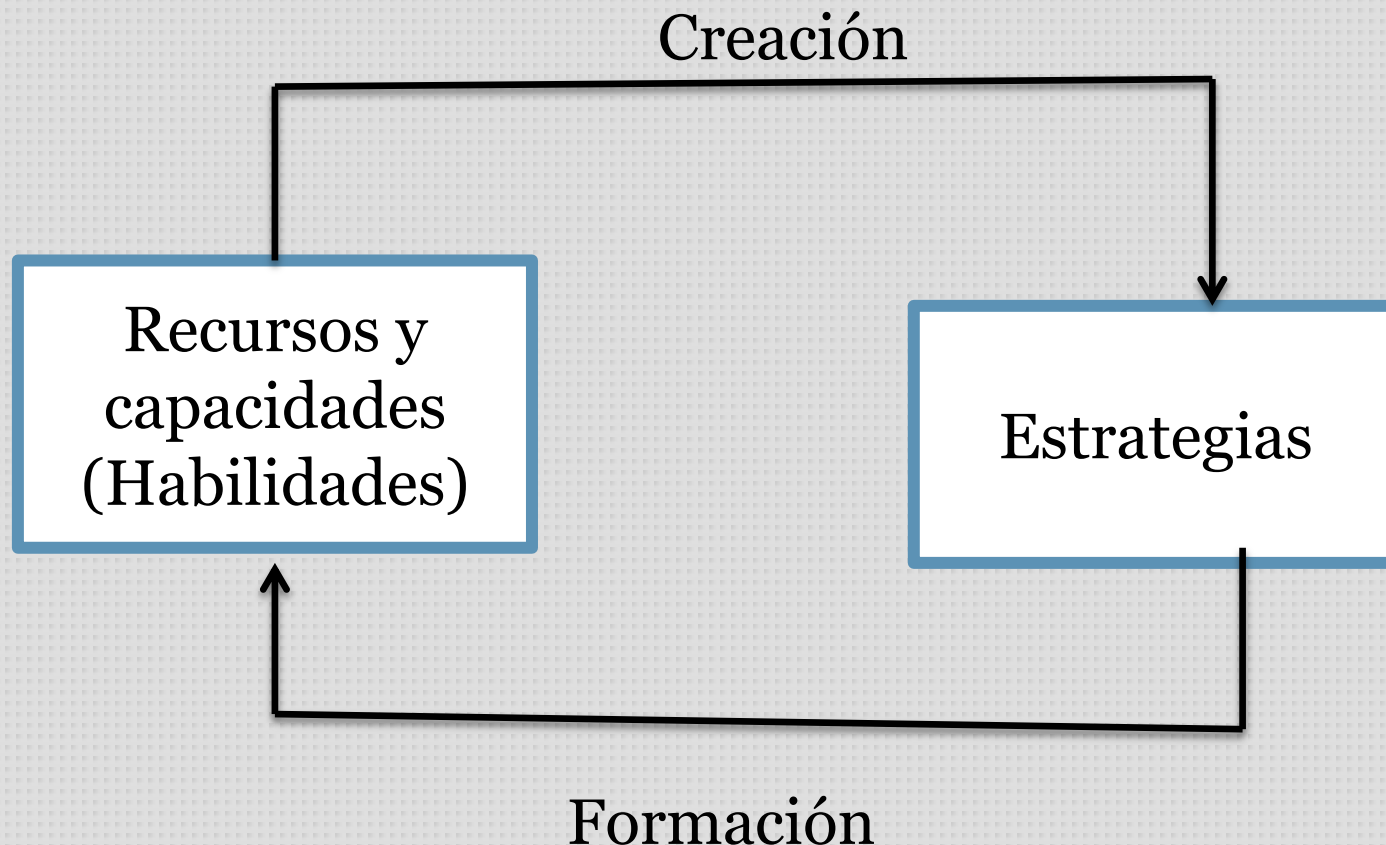 Creación
Recursos y
capacidades
(Habilidades)
Estrategias
Formación